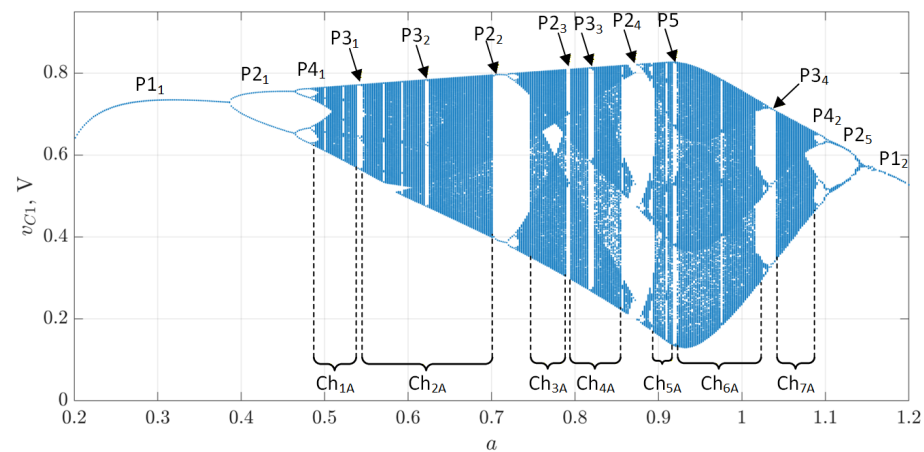 P5
P2₃ P3₃ P2₄
P3₁ P3₂ P2₂
P1₁ P2₁ P4₁
P3₄
P4₂
P2₅
P1₂
0.8
0.6
0.4
0.2
0
v_C1, V
Ch₁A Ch₂A Ch₃A Ch₄A Ch₅A Ch₆A Ch₇A
0.2 0.3 0.4 0.5 0.6 0.7 0.8 0.9 1 1.1 1.2
a